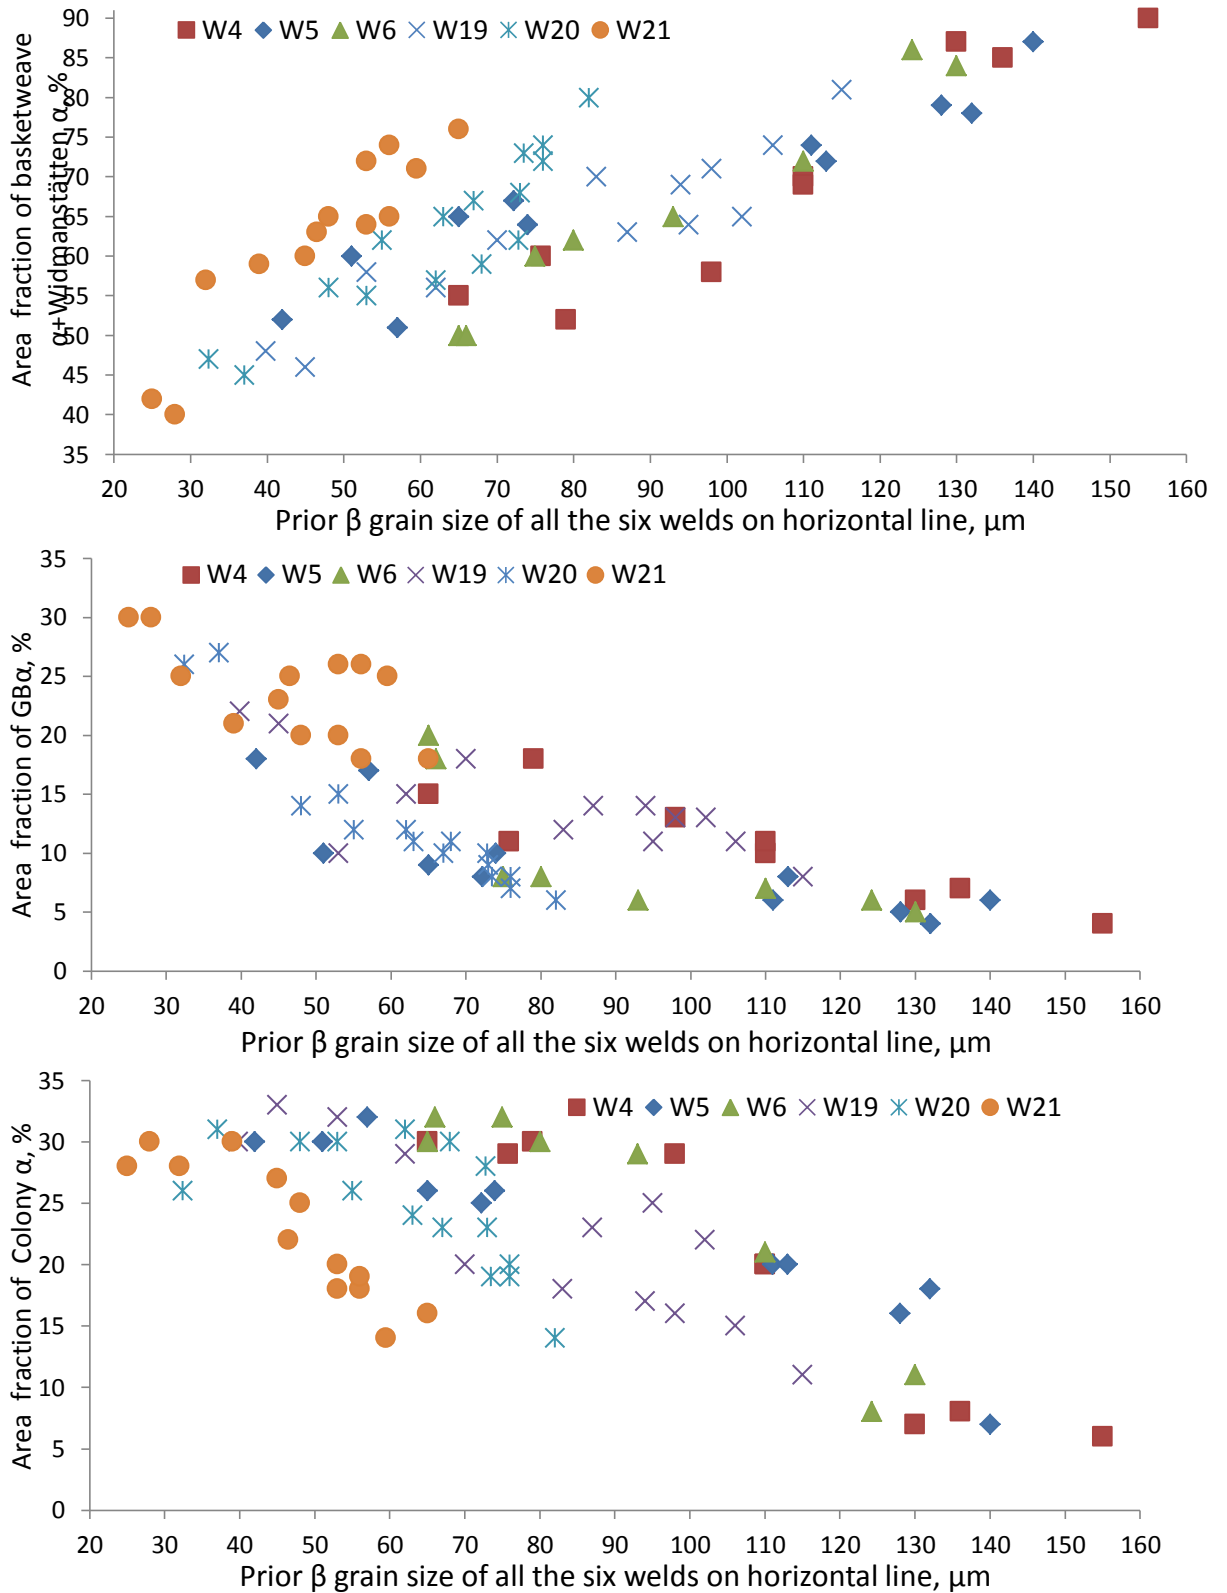 Area fraction of basketweave
α+Widmanstätten α, %
W4 W5 W6 W19 W20 W21
90
85
80
75
70
65
60
55
50
45
40
35
20 30 40 50 60 70 80 90 100 110 120 130 140 150 160
Prior β grain size of all the six welds on horizontal line, µm
Area fraction of GBα, %
W4 W5 W6 W19 W20 W21
35
30
25
20
15
10
5
0
20 30 40 50 60 70 80 90 100 110 120 130 140 150 160
Prior β grain size of all the six welds on horizontal line, µm
Area fraction of Colony α, %
W4 W5 W6 W19 W20 W21
35
30
25
20
15
10
5
0
20 30 40 50 60 70 80 90 100 110 120 130 140 150 160
Prior β grain size of all the six welds on horizontal line, µm